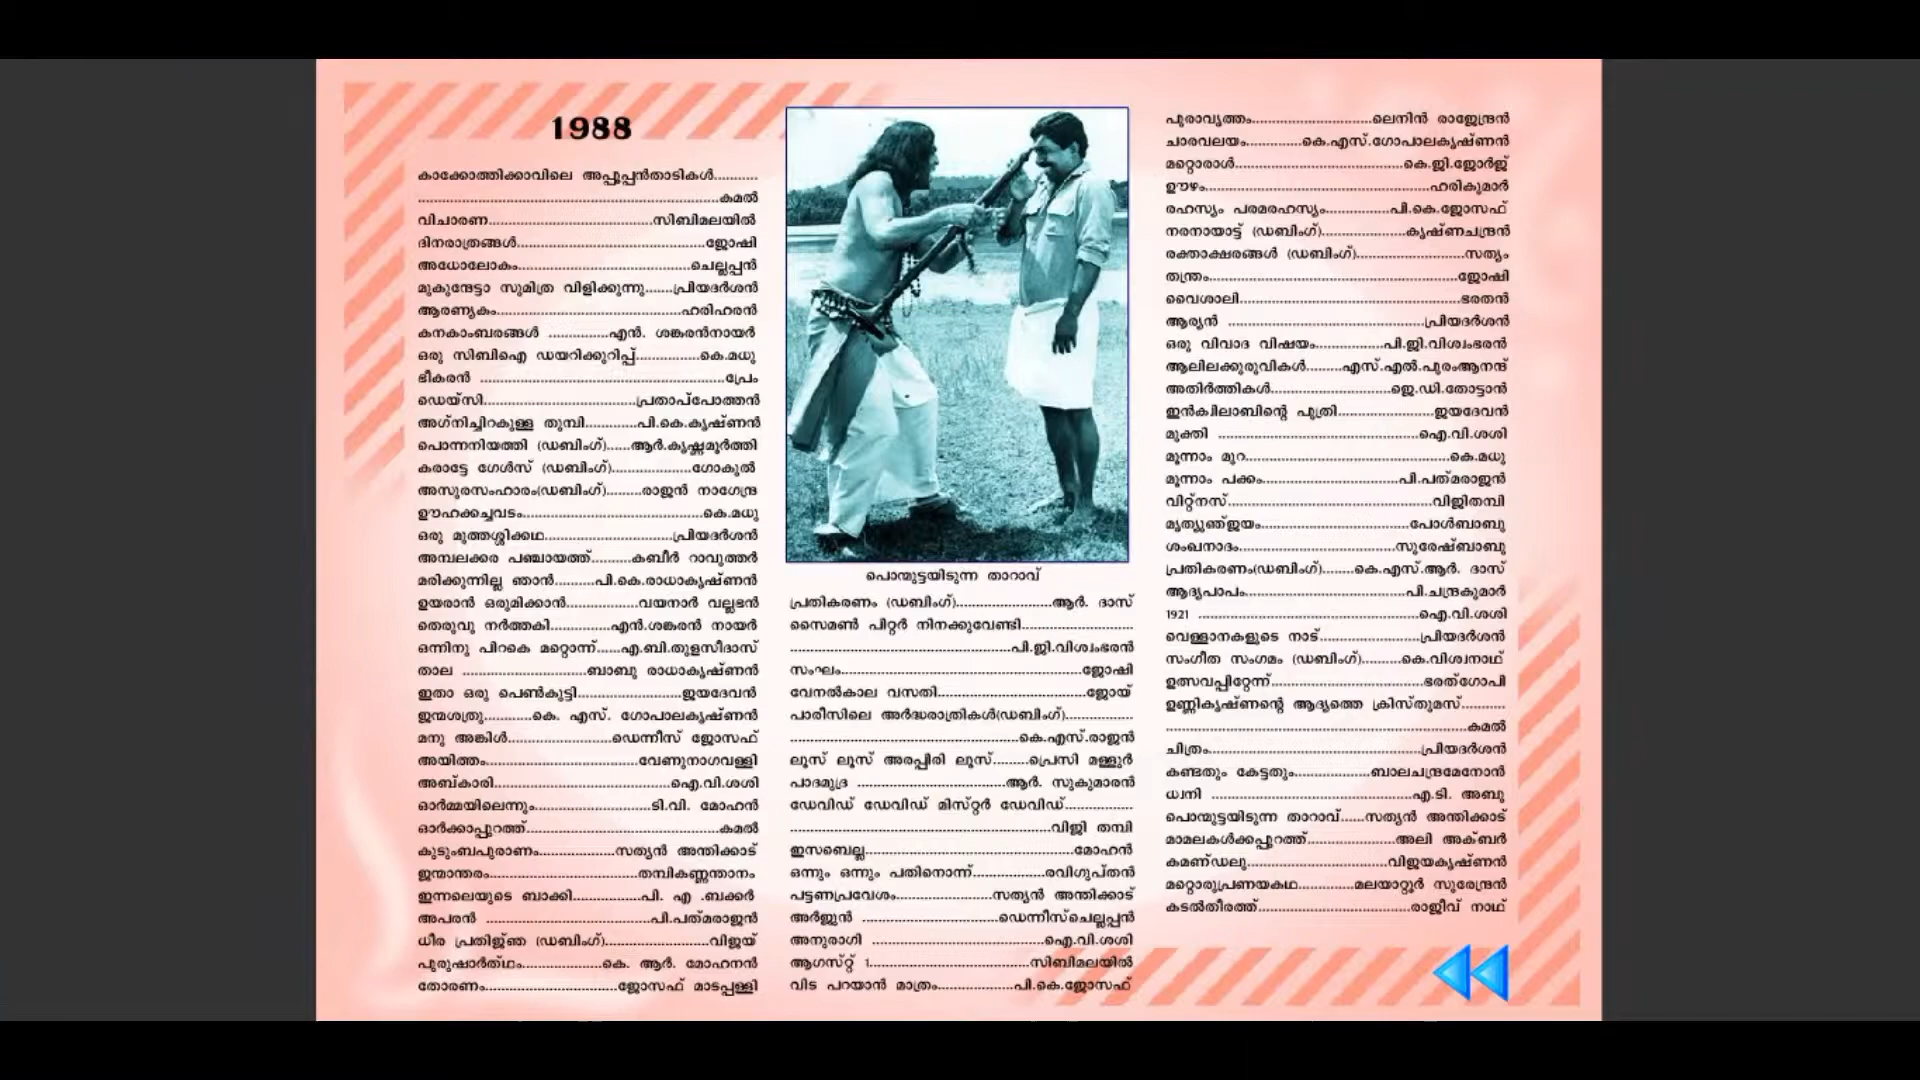 1988
കാക്കോത്തിക്കാവിലെ അപ്പൂപ്പൻതാടികൾ..........
..........................................................................കമൽ
വിചാരണ.........................................സിബിമലയിൽ
ദിനരാത്രങ്ങൾ...............................................ജോഷി
അധോലോകം...........................................ചെല്ലപ്പൻ
മുകുന്ദേട്ടാ സുമിത്ര വിളിക്കുന്നു.......പ്രിയദർശൻ
ആരണ്യകം..............................................ഹരിഹരൻ
കനകാംബരങ്ങൾ ...............എൻ. ശങ്കരൻനായർ
ഒരു സിബിഐ ഡയറിക്കുറിപ്പ്................കെ.മധു
ഭീകരൻ .............................................................പ്രേം
ഡെയ്സി......................................പ്രതാപ്പോത്തൻ
അഗ്നിച്ചിറകുള്ള തുമ്പി.............പി.കെ.കൃഷ്ണൻ
പൊന്നനിയത്തി (ഡബിംഗ്)......ആർ.കൃഷ്ണമൂർത്തി
കരാട്ടേ ഗേൾസ് (ഡബിംഗ്)....................ഗോകുൽ
അസുരസംഹാരം(ഡബിംഗ്).........രാജൻ നാഗേന്ദ്ര
ഊഹക്കച്ചവടം.............................................കെ.മധു
ഒരു മുത്തശ്ശിക്കഥ................................പ്രിയദർശൻ
അമ്പലക്കര പഞ്ചായത്ത്..........കബീർ റാവുത്തർ
മരിക്കുന്നില്ല ഞാൻ..........പി.കെ.രാധാകൃഷ്ണൻ
ഉയരാൻ ഒരുമിക്കാൻ..................വയനാർ വല്ലഭൻ
തെരുവു നർത്തകി...............എൻ.ശങ്കരൻ നായർ
ഒന്നിനു പിറകെ മറ്റൊന്ന്......എ.ബി.തുളസീദാസ്
താല ...............................ബാബു രാധാകൃഷ്ണൻ
ഇതാ ഒരു പെൺകുട്ടി..........................ജയദേവൻ
ജന്മശത്രു............കെ. എസ്. ഗോപാലകൃഷ്ണൻ
മനു അങ്കിൾ..........................ഡെന്നീസ് ജോസഫ്
അയിത്തം......................................വേണുനാഗവള്ളി
അബ്കാരി............................................ഐ.വി.ശശി
ഓർമ്മയിലെന്നും.............................ടി.വി. മോഹൻ
ഓർക്കാപ്പുറത്ത്................................................കമൽ
കുടുംബപുരാണം...................സത്യൻ അന്തിക്കാട്
ജന്മാന്തരം.....................................തമ്പികണ്ണന്താനം
ഇന്നലെയുടെ ബാക്കി.................പി. എ .ബക്കർ
അപരൻ .........................................പി.പത്മരാജൻ
ധീര പ്രതിജ്ഞ (ഡബിംഗ്)..........................വിജയ്
പുരുഷാർത്ഥം....................കെ. ആർ. മോഹനൻ
തോരണം.................................ജോസഫ് മാടപ്പള്ളി
പൊന്മുട്ടയിടുന്ന താറാവ്
പ്രതികരണം (ഡബിംഗ്)........................ആർ. ദാസ്
സൈമൺ പീറ്റർ നിനക്കുവേണ്ടി............................
.......................................................പി.ജി.വിശ്വംഭരൻ
സംഘം............................................................ജോഷി
വേനൽകാല വസതി.....................................ജോയ്
പാരീസിലെ അർദ്ധരാത്രികൾ(ഡബിംഗ്).................
.........................................................കെ.എസ്.രാജൻ
ലൂസ് ലൂസ് അരപ്പിരി ലൂസ്.........പ്രെസി മള്ളൂർ
പാദമുദ്ര .....................................ആർ. സുകുമാരൻ
ഡേവിഡ് ഡേവിഡ് മിസ്റ്റർ ഡേവിഡ്.................
.................................................................വിജി തമ്പി
ഇസബെല്ല....................................................മോഹൻ
ഒന്നും ഒന്നും പതിനൊന്ന്..................രവിഗുപ്തൻ
പട്ടണപ്രവേശം........................സത്യൻ അന്തിക്കാട്
അർജുൻ ..................................ഡെന്നീസ്ചെല്ലപ്പൻ
അനുരാഗി ...........................................ഐ.വി.ശശി
ആഗസ്റ്റ് 1........................................സിബിമലയിൽ
വിട പറയാൻ മാത്രം...................പി.കെ.ജോസഫ്
പുരാവൃത്തം..............................ലെനിൻ രാജേന്ദ്രൻ
ചാരവലയം.............കെ.എസ്.ഗോപാലകൃഷ്ണൻ
മറ്റൊരാൾ..........................................കെ.ജി.ജോർജ്
ഊഴം........................................................ഹരികുമാർ
രഹസ്യം പരമരഹസ്യം................പി.കെ.ജോസഫ്
നരനായാട്ട് (ഡബിംഗ്).....................കൃഷ്ണചന്ദ്രൻ
രക്താക്ഷരങ്ങൾ (ഡബിംഗ്)...........................സത്യം
തന്ത്രം..............................................................ജോഷി
വൈശാലി.......................................................ഭരതൻ
ആര്യൻ .................................................പ്രിയദർശൻ
ഒരു വിവാദ വിഷയം.................പി.ജി.വിശ്വംഭരൻ
ആലിലക്കുരുവികൾ.........എസ്.എൽ.പുരംആനന്ദ്
അതിർത്തികൾ..............................ജെ.ഡി.തോട്ടാൻ
ഇൻക്വിലാബിന്റെ പുത്രി........................ജയദേവൻ
മുക്തി ..................................................ഐ.വി.ശശി
മൂന്നാം മുറ...................................................കെ.മധു
മൂന്നാം പക്കം..................................പി.പത്മരാജൻ
വിറ്റ്നസ്...................................................വിജിതമ്പി
മൃത്യുഞ്ജയം.....................................പോൾബാബു
ശംഖനാദം.......................................സുരേഷ്ബാബു
പ്രതികരണം(ഡബിംഗ്)........കെ.എസ്.ആർ. ദാസ്
ആദ്യപാപം........................................പി.ചന്ദ്രകുമാർ
1921 .......................................................ഐ.വി.ശശി
വെള്ളാനകളുടെ നാട്.........................പ്രിയദർശൻ
സംഗീത സംഗമം (ഡബിംഗ്)..........കെ.വിശ്വനാഥ്
ഉത്സവപ്പിറ്റേന്ന്......................................ഭരത്ഗോപി
ഉണ്ണികൃഷ്ണന്റെ ആദ്യത്തെ ക്രിസ്തുമസ്...........
...........................................................................കമൽ
ചിത്രം.....................................................പ്രിയദർശൻ
കണ്ടതും കേട്ടതും...................ബാലചന്ദ്രമേനോൻ
ധ്വനി ..................................................എ.ടി. അബു
പൊന്മുട്ടയിടുന്ന താറാവ്......സത്യൻ അന്തിക്കാട്
മാമലകൾക്കപ്പുറത്ത്......................അലി അക്ബർ
കമണ്ഡലു...................................വിജയകൃഷ്ണൻ
മറ്റൊരുപ്രണയകഥ..............മലയാറ്റൂർ സുരേന്ദ്രൻ
കടൽതീരത്ത്......................................രാജീവ് നാഥ്